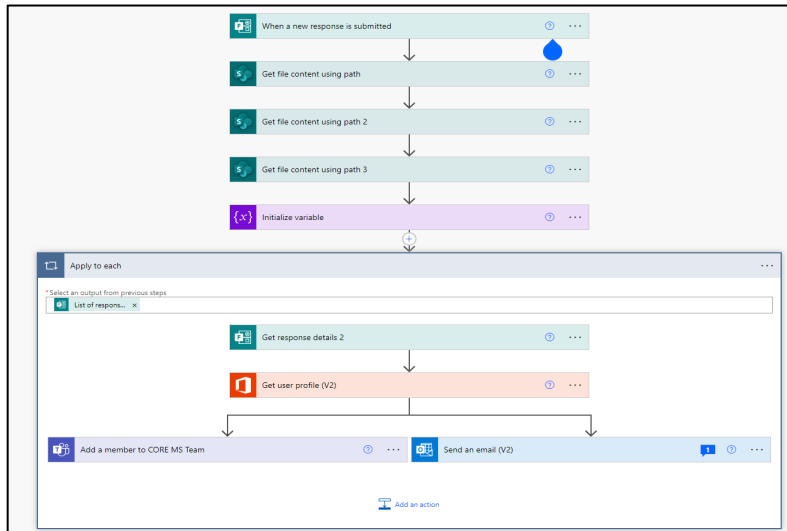 When a new response is submitted
Get file content using path
Get file content using path 2
Get file content using path 3
{x} Initialize variable
Apply to each
*Select an output from previous steps
List of respons... ×
Get response details 2
Get user profile (V2)
Add a member to CORE MS Team
Send an email (V2) 1
Add an action